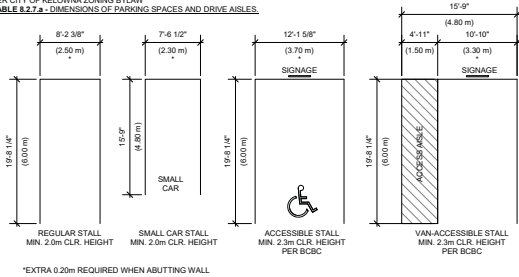 ER CITY OF KELOWNA ZONING BYLAW
ABLE 8.2.7.a - DIMENSIONS OF PARKING SPACES AND DRIVE AISLES.
8'-2 3/8"
(2.50 m)
*
19'-8 1/4"
(6.00 m)
REGULAR STALL
MIN. 2.0m CLR. HEIGHT
7'-6 1/2"
(2.30 m)
*
15'-9"
(4.80 m)
SMALL
CAR
SMALL CAR STALL
MIN. 2.0m CLR. HEIGHT
12'-1 5/8"
(3.70 m)
*
SIGNAGE
19'-8 1/4"
(6.00 m)
ACCESSIBLE STALL
MIN. 2.3m CLR. HEIGHT
PER BCBC
15'-9"
(4.80 m)
4'-11"
(1.50 m)
10'-10"
(3.30 m)
*
SIGNAGE
19'-8 1/4"
(6.00 m)
ACCESS AISLE
VAN-ACCESSIBLE STALL
MIN. 2.3m CLR. HEIGHT
PER BCBC
*EXTRA 0.20m REQUIRED WHEN ABUTTING WALL